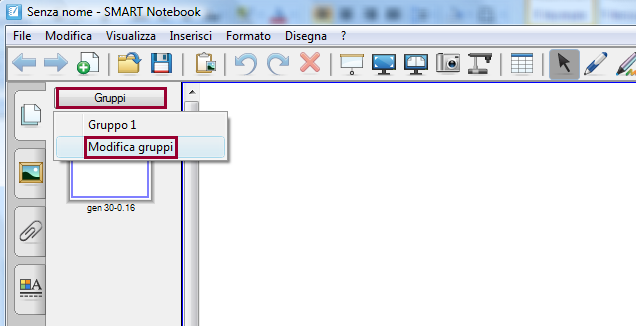 Senza nome - SMART Notebook
File Modifica Visualizza Inserisci Formato Disegna ?
Gruppi
Gruppo 1
Modifica gruppi
gen 30-0.16
A